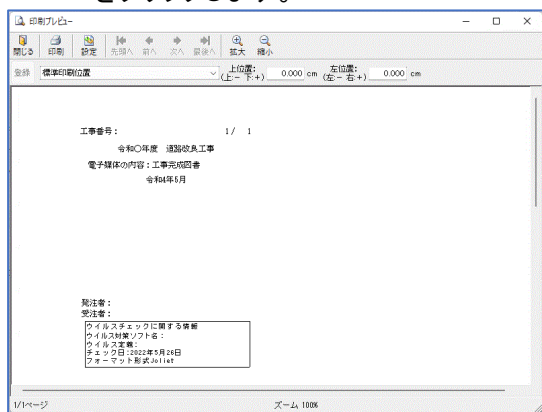 をクリックします。
印刷プレビュー
閉じる 印刷 設定 先頭へ 前へ 次へ 最後へ 拡大 縮小
登録 標準印刷位置 上位置: (上:− 下:+) 0.000 cm 左位置: (左:− 右:+) 0.000 cm
工事番号： 1/ 1
令和〇年度 道路改良工事
電子媒体の内容：工事完成図書
令和4年5月
発注者：
受注者：
ウイルスチェックに関する情報
ウイルス対策ソフト名：
ウイルス定義：
チェック日：2022年5月26日
フォーマット形式Joliet
1/1ページ ズーム 100%